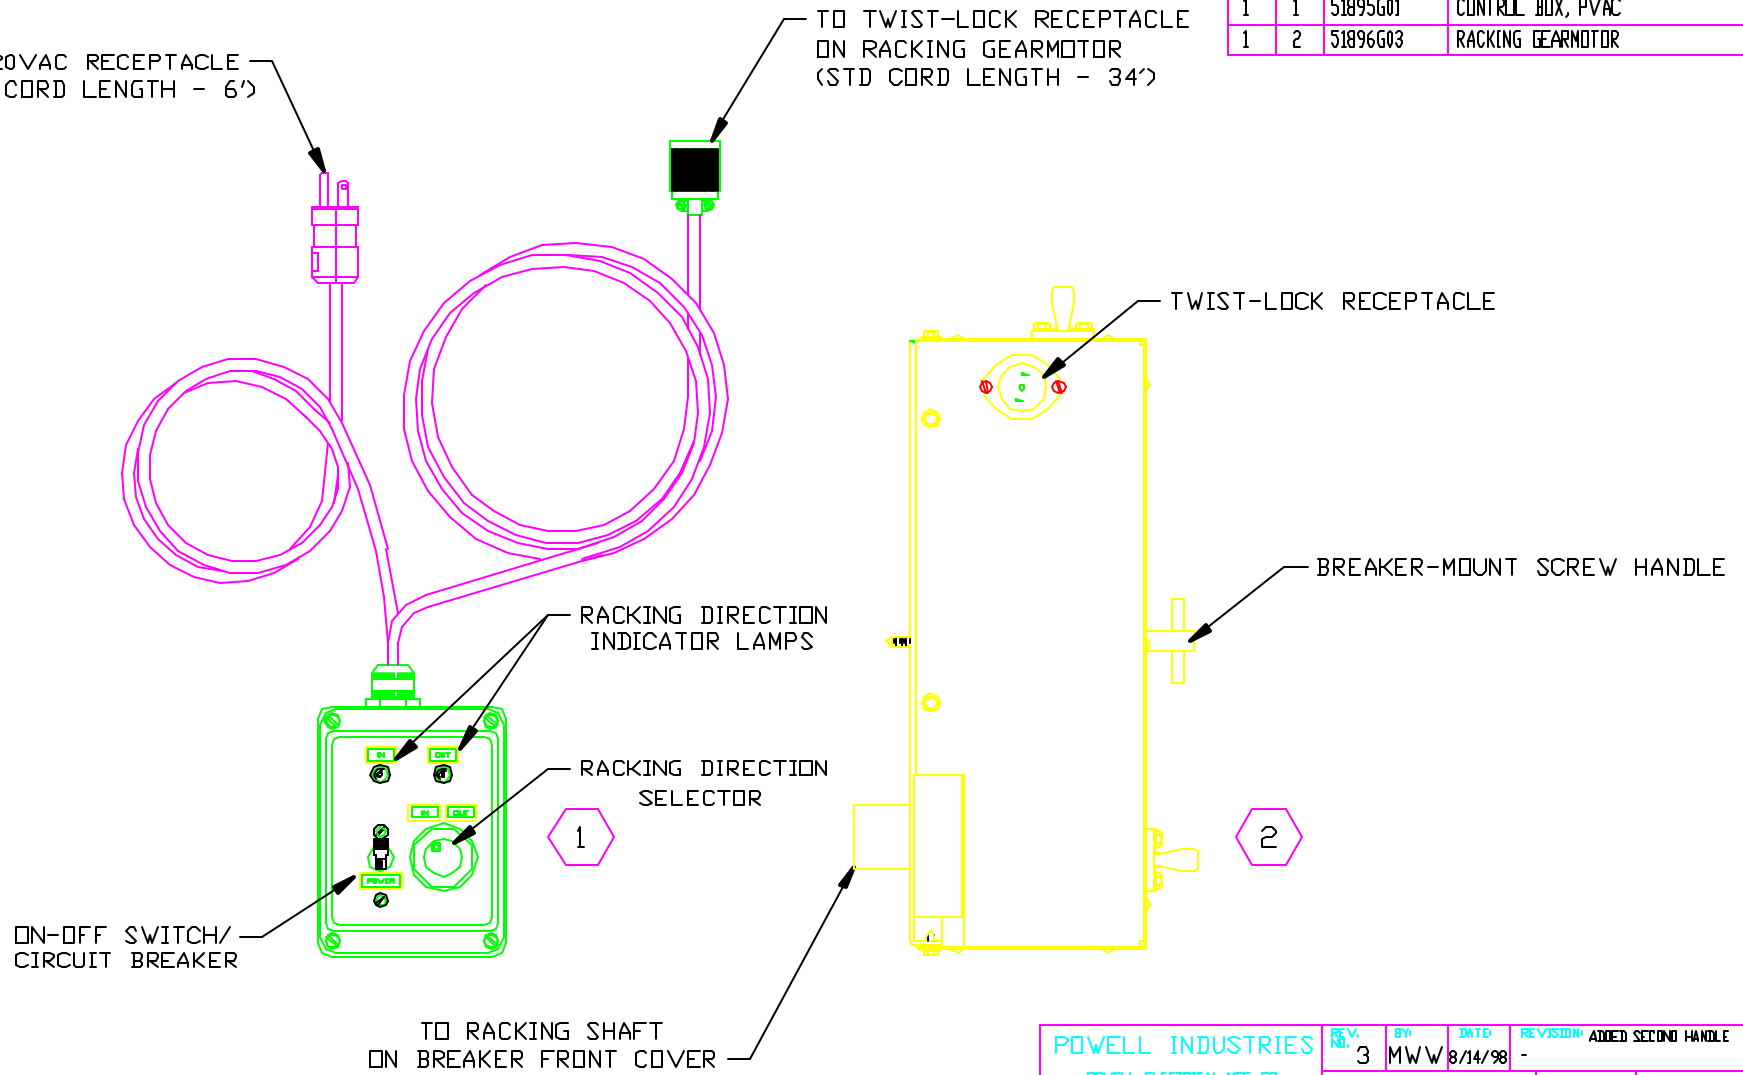 TO TWIST-LOCK RECEPTACLE
ON RACKING GEARMOTOR
(STD CORD LENGTH - 34')
1 1 51895G01 CONTROL BOX, PVAC
1 2 51896G03 RACKING GEARMOTOR
20VAC RECEPTACLE
CORD LENGTH - 6')
TWIST-LOCK RECEPTACLE
BREAKER-MOUNT SCREW HANDLE
RACKING DIRECTION
INDICATOR LAMPS
IN OUT
RACKING DIRECTION
SELECTOR
IN OUT
1
2
POWER
ON-OFF SWITCH/
CIRCUIT BREAKER
TO RACKING SHAFT
ON BREAKER FRONT COVER
POWELL INDUSTRIES
REV. NO. 3
BY: MWW
DATE: 8/14/98
REVISION: ADDED SECOND HANDLE
-